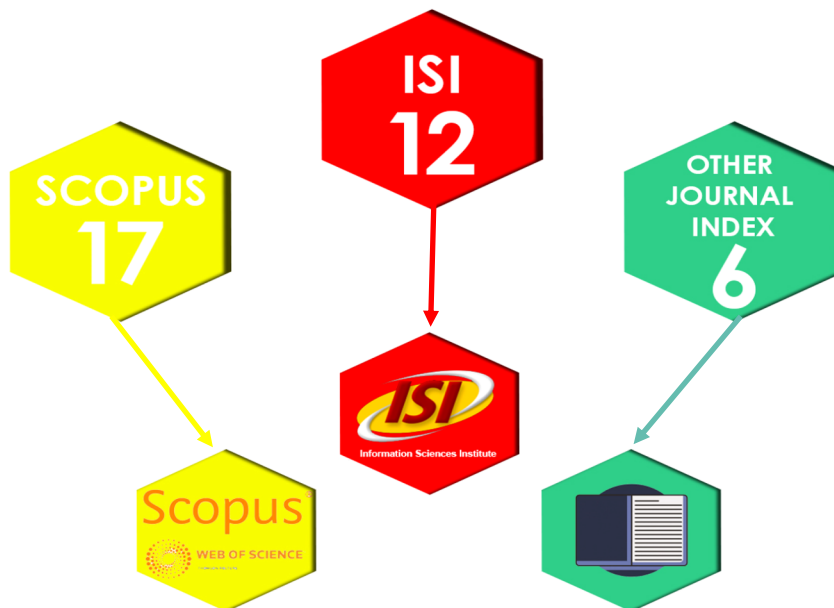 ISI
12
SCOPUS
17
OTHER
JOURNAL
INDEX
6
ISI
Information Sciences Institute
Scopus®
WEB OF SCIENCE